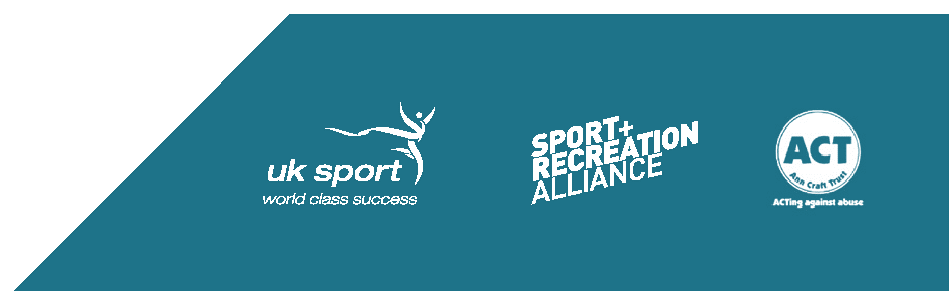 uk sport
world class success
SPORT+
RECREATION
ALLIANCE
ACT
Ann Craft Trust
ACTing against abuse